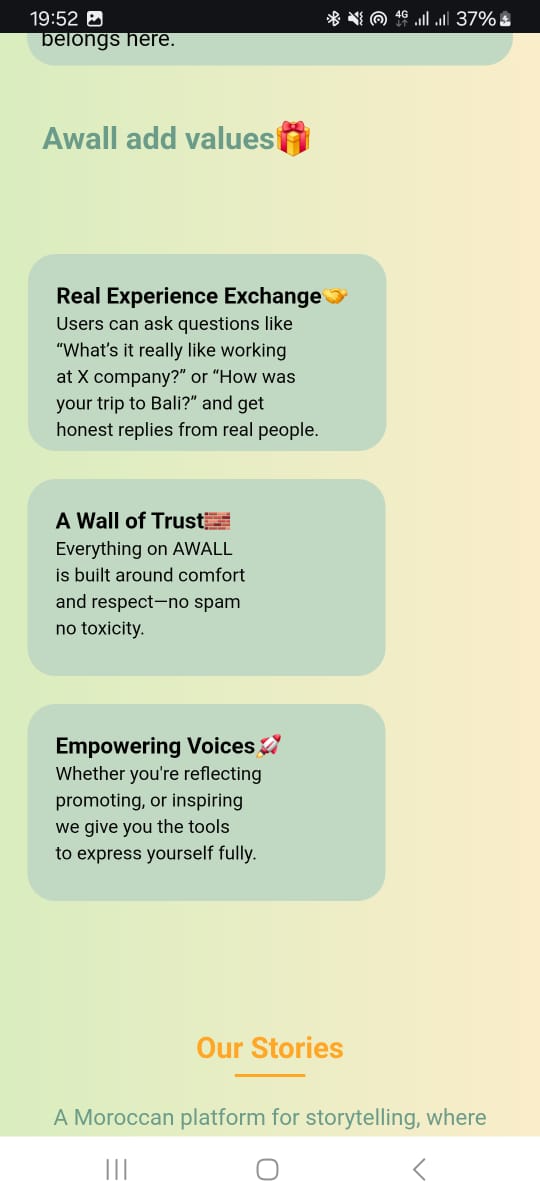 19:52
4G
37%
belongs here.
Awall add values🎁
Real Experience Exchange🤝
Users can ask questions like
“What’s it really like working
at X company?” or “How was
your trip to Bali?” and get
honest replies from real people.
A Wall of Trust🧱
Everything on AWALL
is built around comfort
and respect—no spam
no toxicity.
Empowering Voices🚀
Whether you're reflecting
promoting, or inspiring
we give you the tools
to express yourself fully.
Our Stories
A Moroccan platform for storytelling, where